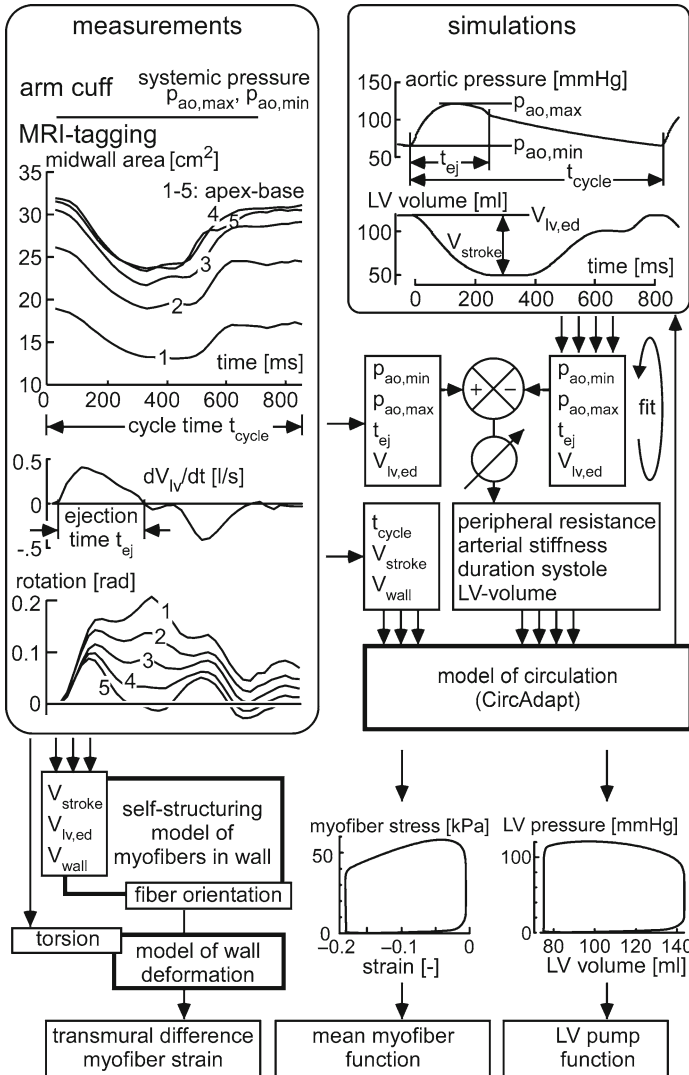 measurements
arm cuff
systemic pressure
p_ao,max, p_ao,min
MRI-tagging
midwall area [cm²]
35
1-5: apex-base
30
4
5
3
25
20
2
15
1
time [ms]
10
0 200 400 600 800
cycle time t_cycle
0.5
dV_lv/dt [l/s]
0
ejection
time t_ej
-.5
rotation [rad]
0.2
1
2
0.1
3
4
5
0
simulations
aortic pressure [mmHg]
150
p_ao,max
100
p_ao,min
50
t_ej
t_cycle
LV volume [ml]
V_lv,ed
100
V_stroke
50
time [ms]
0 200 400 600 800
p_ao,min
p_ao,max
t_ej
V_lv,ed
+ −
p_ao,min
p_ao,max
t_ej
V_lv,ed
fit
t_cycle
V_stroke
V_wall
peripheral resistance
arterial stiffness
duration systole
LV-volume
model of circulation
(CircAdapt)
V_stroke
V_lv,ed
V_wall
self-structuring
model of
myofibers in wall
fiber orientation
torsion
model of wall
deformation
transmural difference
myofiber strain
myofiber stress [kPa]
50
0
−0.2 −0.1 0
strain [-]
mean myofiber
function
LV pressure [mmHg]
120
0
80 100 140
LV volume [ml]
LV pump
function